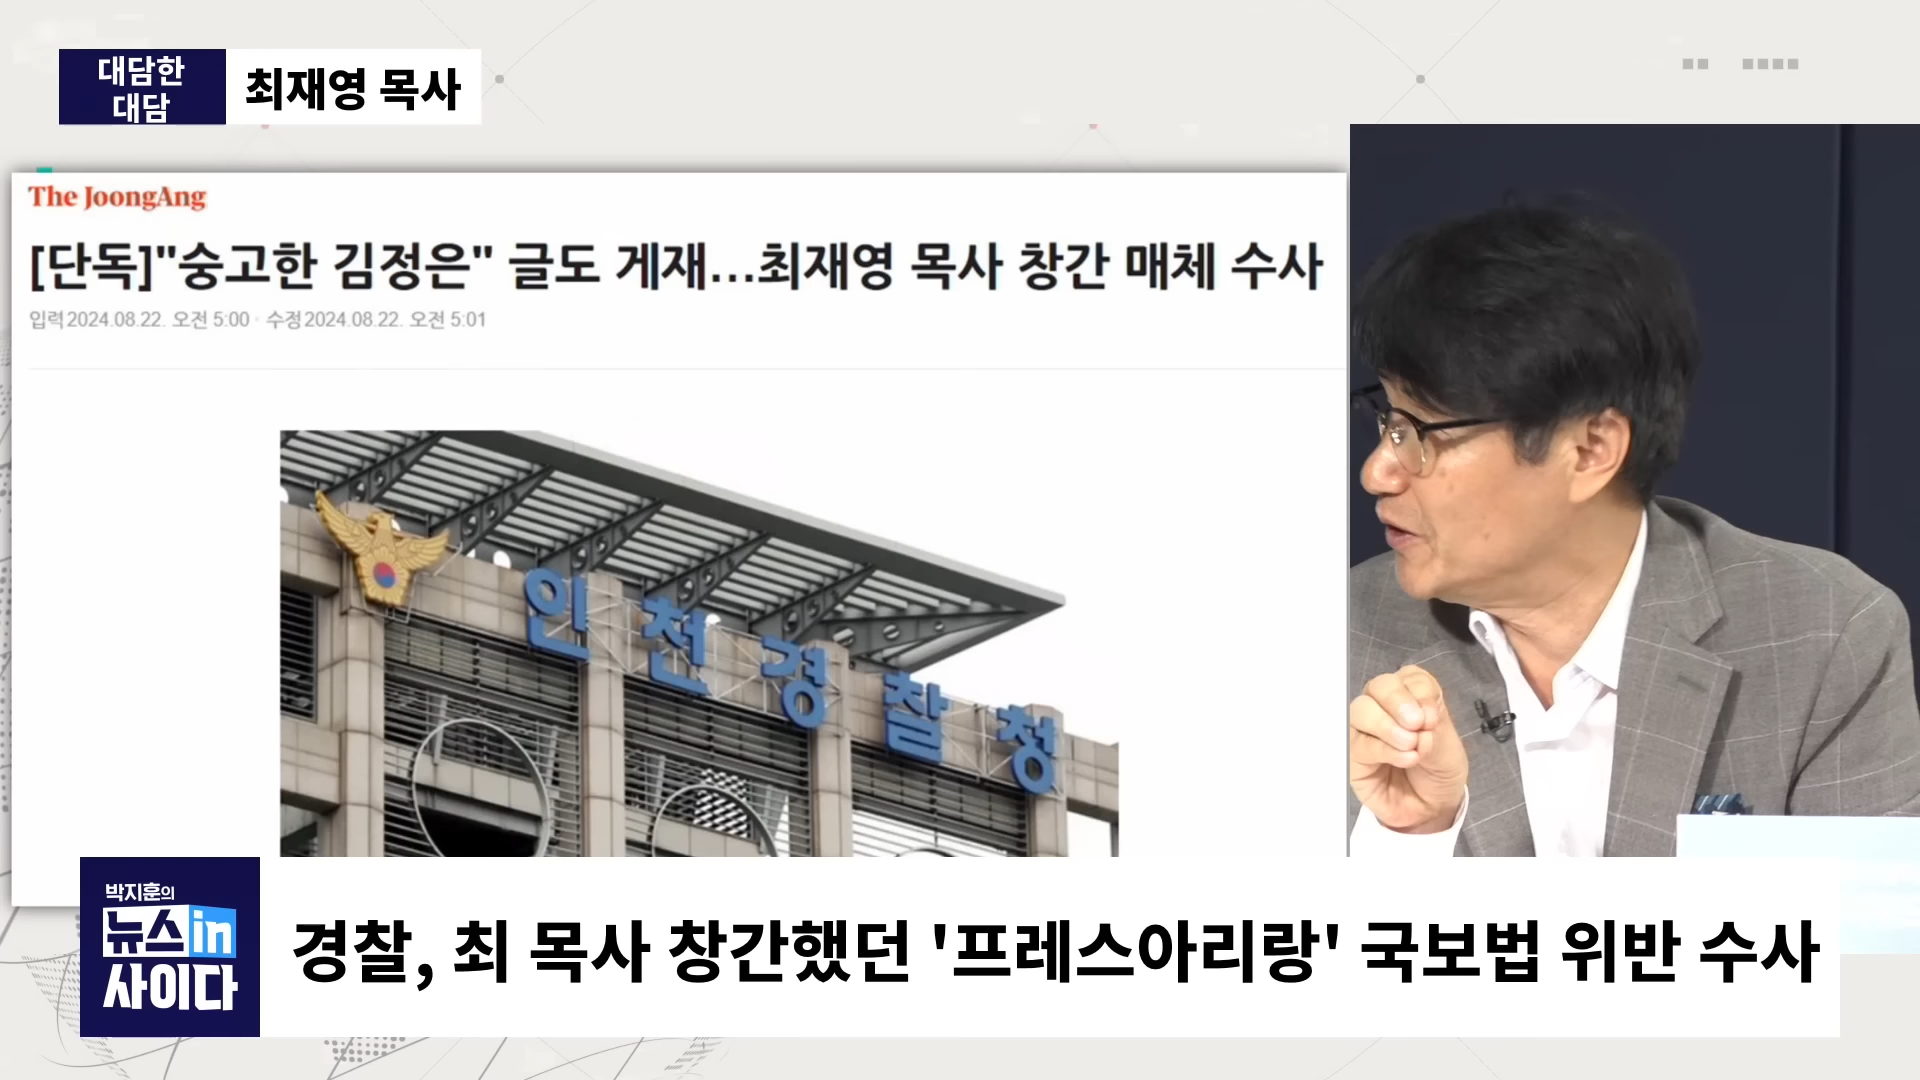 대담한
대담
최재영 목사
The JoongAng
[단독]"숭고한 김정은" 글도 게재...최재영 목사 창간 매체 수사
입력 2024.08.22. 오전 5:00 · 수정 2024.08.22. 오전 5:01
인천경찰청
박지훈의
뉴스in
사이다
경찰, 최 목사 창간했던 '프레스아리랑' 국보법 위반 수사